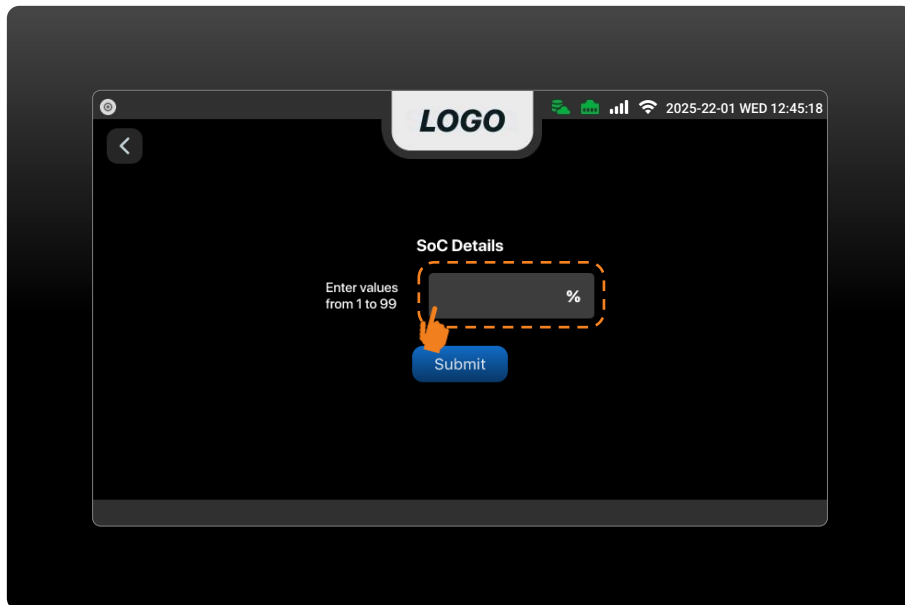 LOGO
2025-22-01 WED 12:45:18
SoC Details
Enter values
from 1 to 99
%
Submit